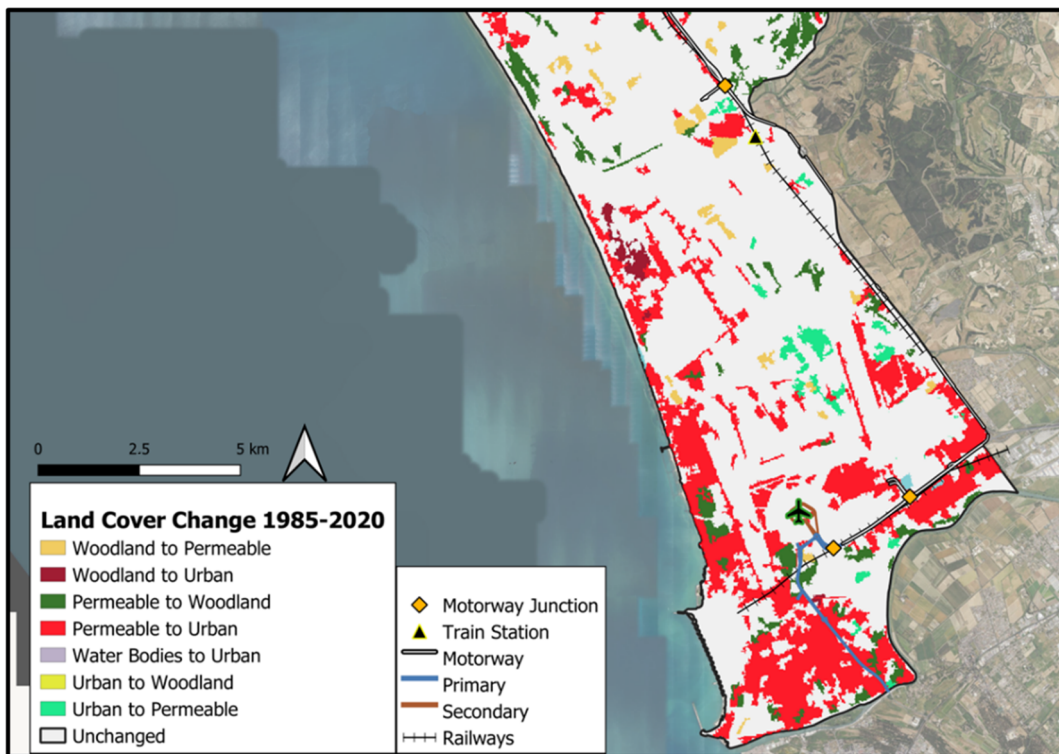 0 2.5 5 km
Land Cover Change 1985-2020
Woodland to Permeable
Woodland to Urban
Permeable to Woodland
Permeable to Urban
Water Bodies to Urban
Urban to Woodland
Urban to Permeable
Unchanged
Motorway Junction
Train Station
Motorway
Primary
Secondary
Railways